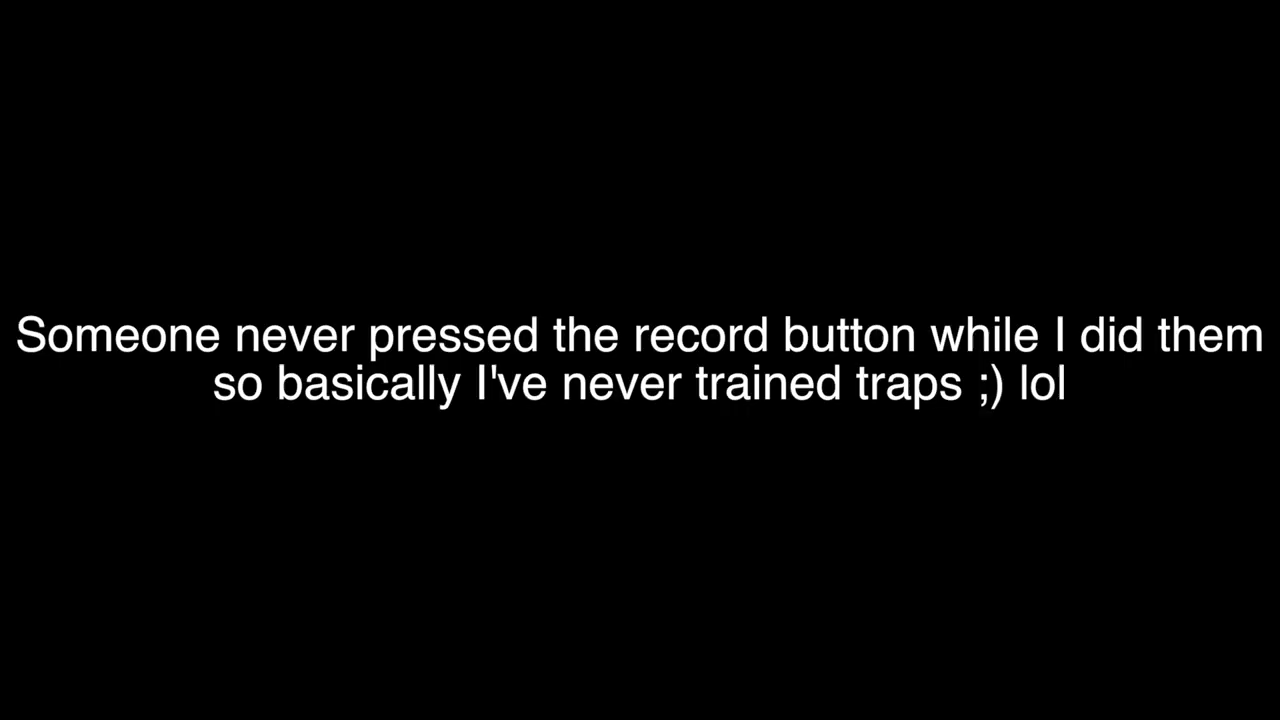 Someone never pressed the record button while I did them
so basically I've never trained traps ;) lol